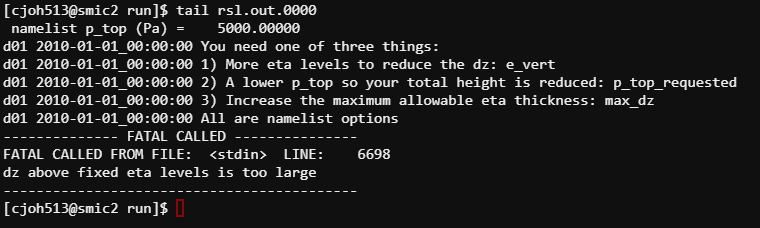 [cjoh513@smic2 run]$ tail rsl.out.0000
 namelist p_top (Pa) =    5000.00000
d01 2010-01-01_00:00:00 You need one of three things:
d01 2010-01-01_00:00:00 1) More eta levels to reduce the dz: e_vert
d01 2010-01-01_00:00:00 2) A lower p_top so your total height is reduced: p_top_requested
d01 2010-01-01_00:00:00 3) Increase the maximum allowable eta thickness: max_dz
d01 2010-01-01_00:00:00 All are namelist options
-------------- FATAL CALLED ---------------
FATAL CALLED FROM FILE:  <stdin>  LINE:    6698
dz above fixed eta levels is too large
-------------------------------------------
[cjoh513@smic2 run]$